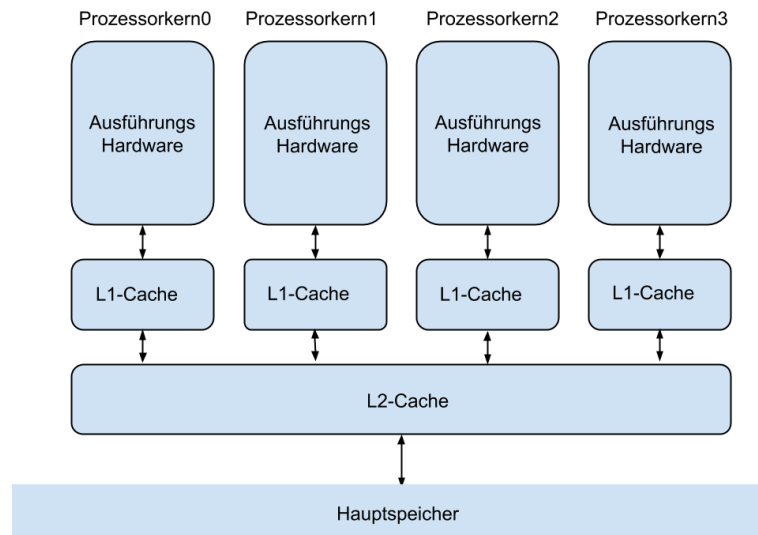 Prozessorkern0 Prozessorkern1 Prozessorkern2 Prozessorkern3
Ausführungs Hardware
Ausführungs Hardware
Ausführungs Hardware
Ausführungs Hardware
L1-Cache L1-Cache L1-Cache L1-Cache
L2-Cache
Hauptspeicher